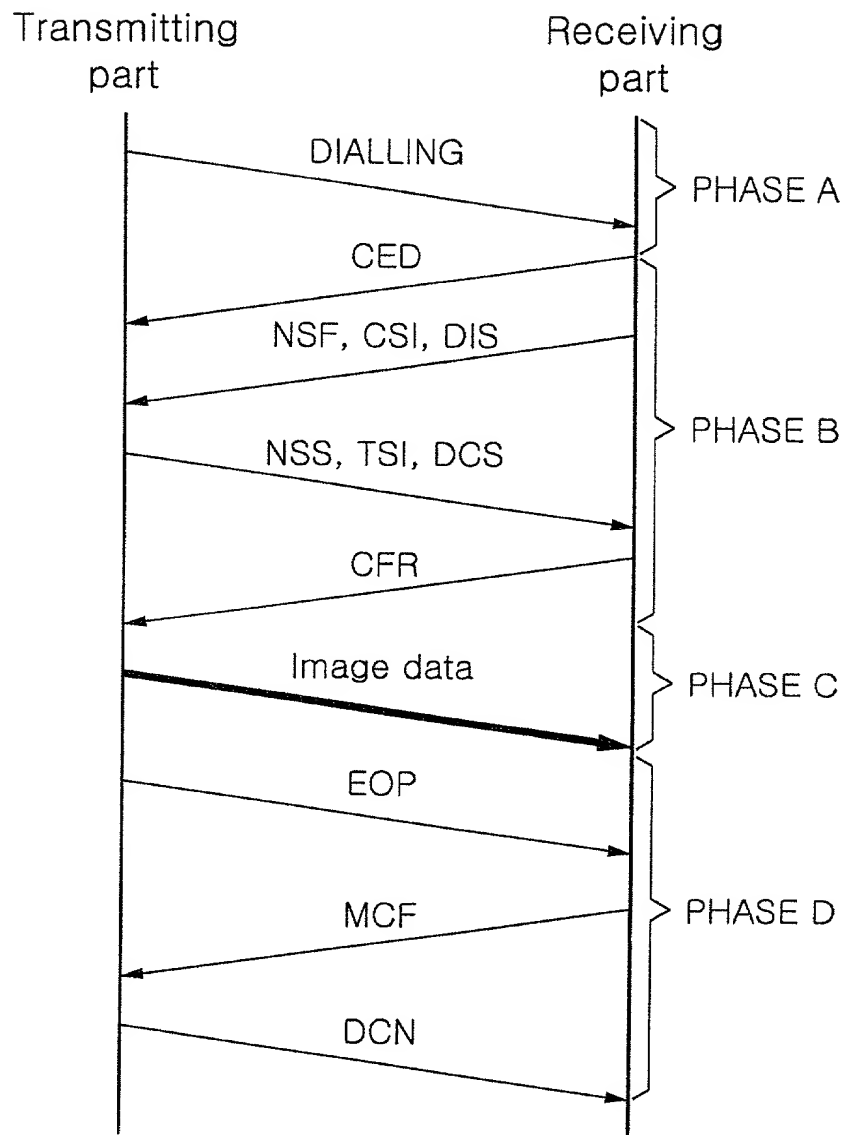 Transmitting
part
Receiving
part
DIALLING
PHASE A
CED
NSF, CSI, DIS
PHASE B
NSS, TSI, DCS
CFR
Image data
PHASE C
EOP
MCF
PHASE D
DCN